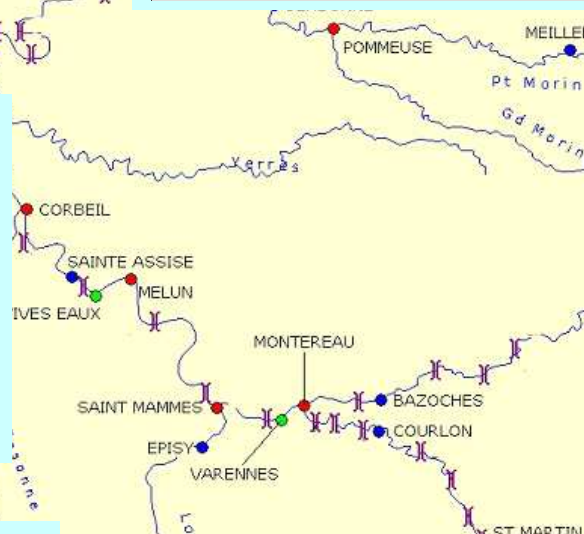 POMMEUSE
Pt Morin
Gd Morin
Yerres
CORBEIL
SAINTE ASSISE
MELUN
IVES EAUX
MONTEREAU
SAINT MAMMES
BAZOCHES
COURLON
EPISY
VARENNES
ST MARTIN